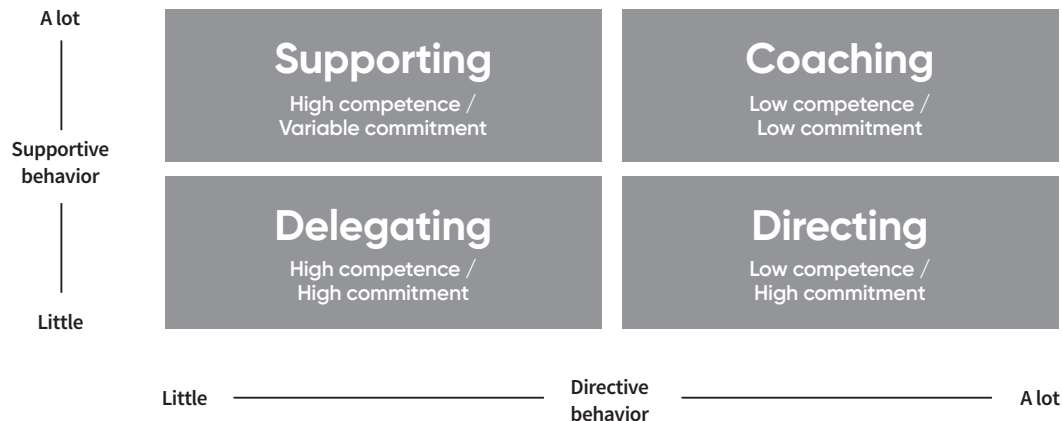 A lot
Supportive
behavior
Little
Supporting
High competence /
Variable commitment
Coaching
Low competence /
Low commitment
Delegating
High competence /
High commitment
Directing
Low competence /
High commitment
Little
Directive
behavior
A lot